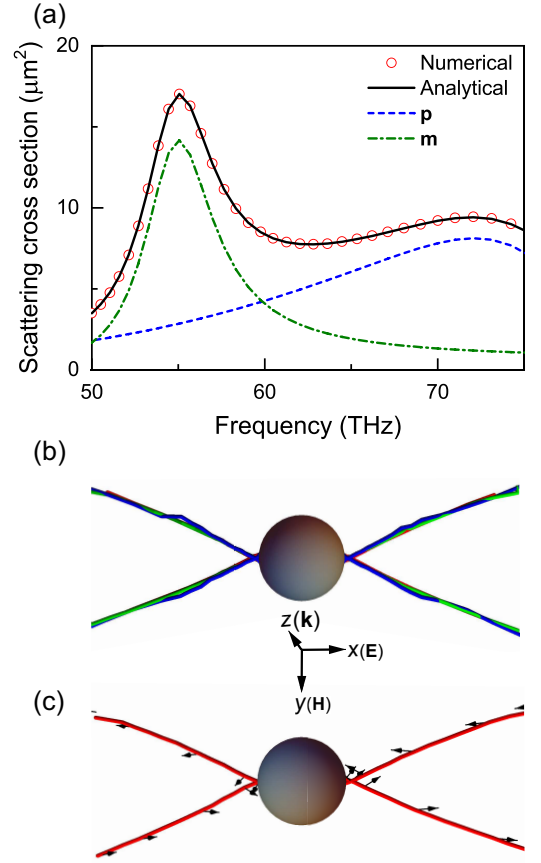 (a)
20
10
0
Scattering cross section (μm²)
Numerical
Analytical
p
m
50 60 70
Frequency (THz)
(b)
z(k)
x(E)
y(H)
(c)